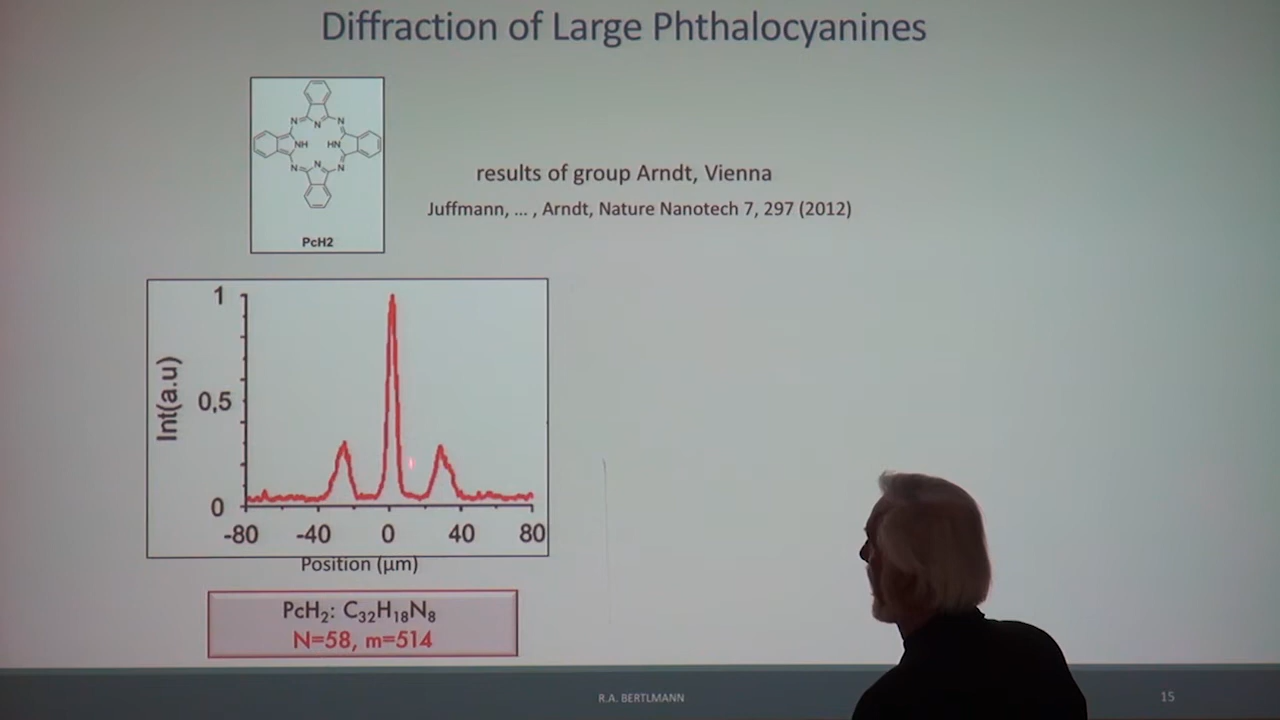 Diffraction of Large Phthalocyanines
N
N
N
NH
HN
N
N
N
PcH2
results of group Arndt, Vienna
Juffmann, ... , Arndt, Nature Nanotech 7, 297 (2012)
1
0,5
0
Int(a.u)
-80 -40 0 40 80
Position (µm)
PcH₂: C₃₂H₁₈N₈
N=58, m=514
R.A. BERTLMANN
15